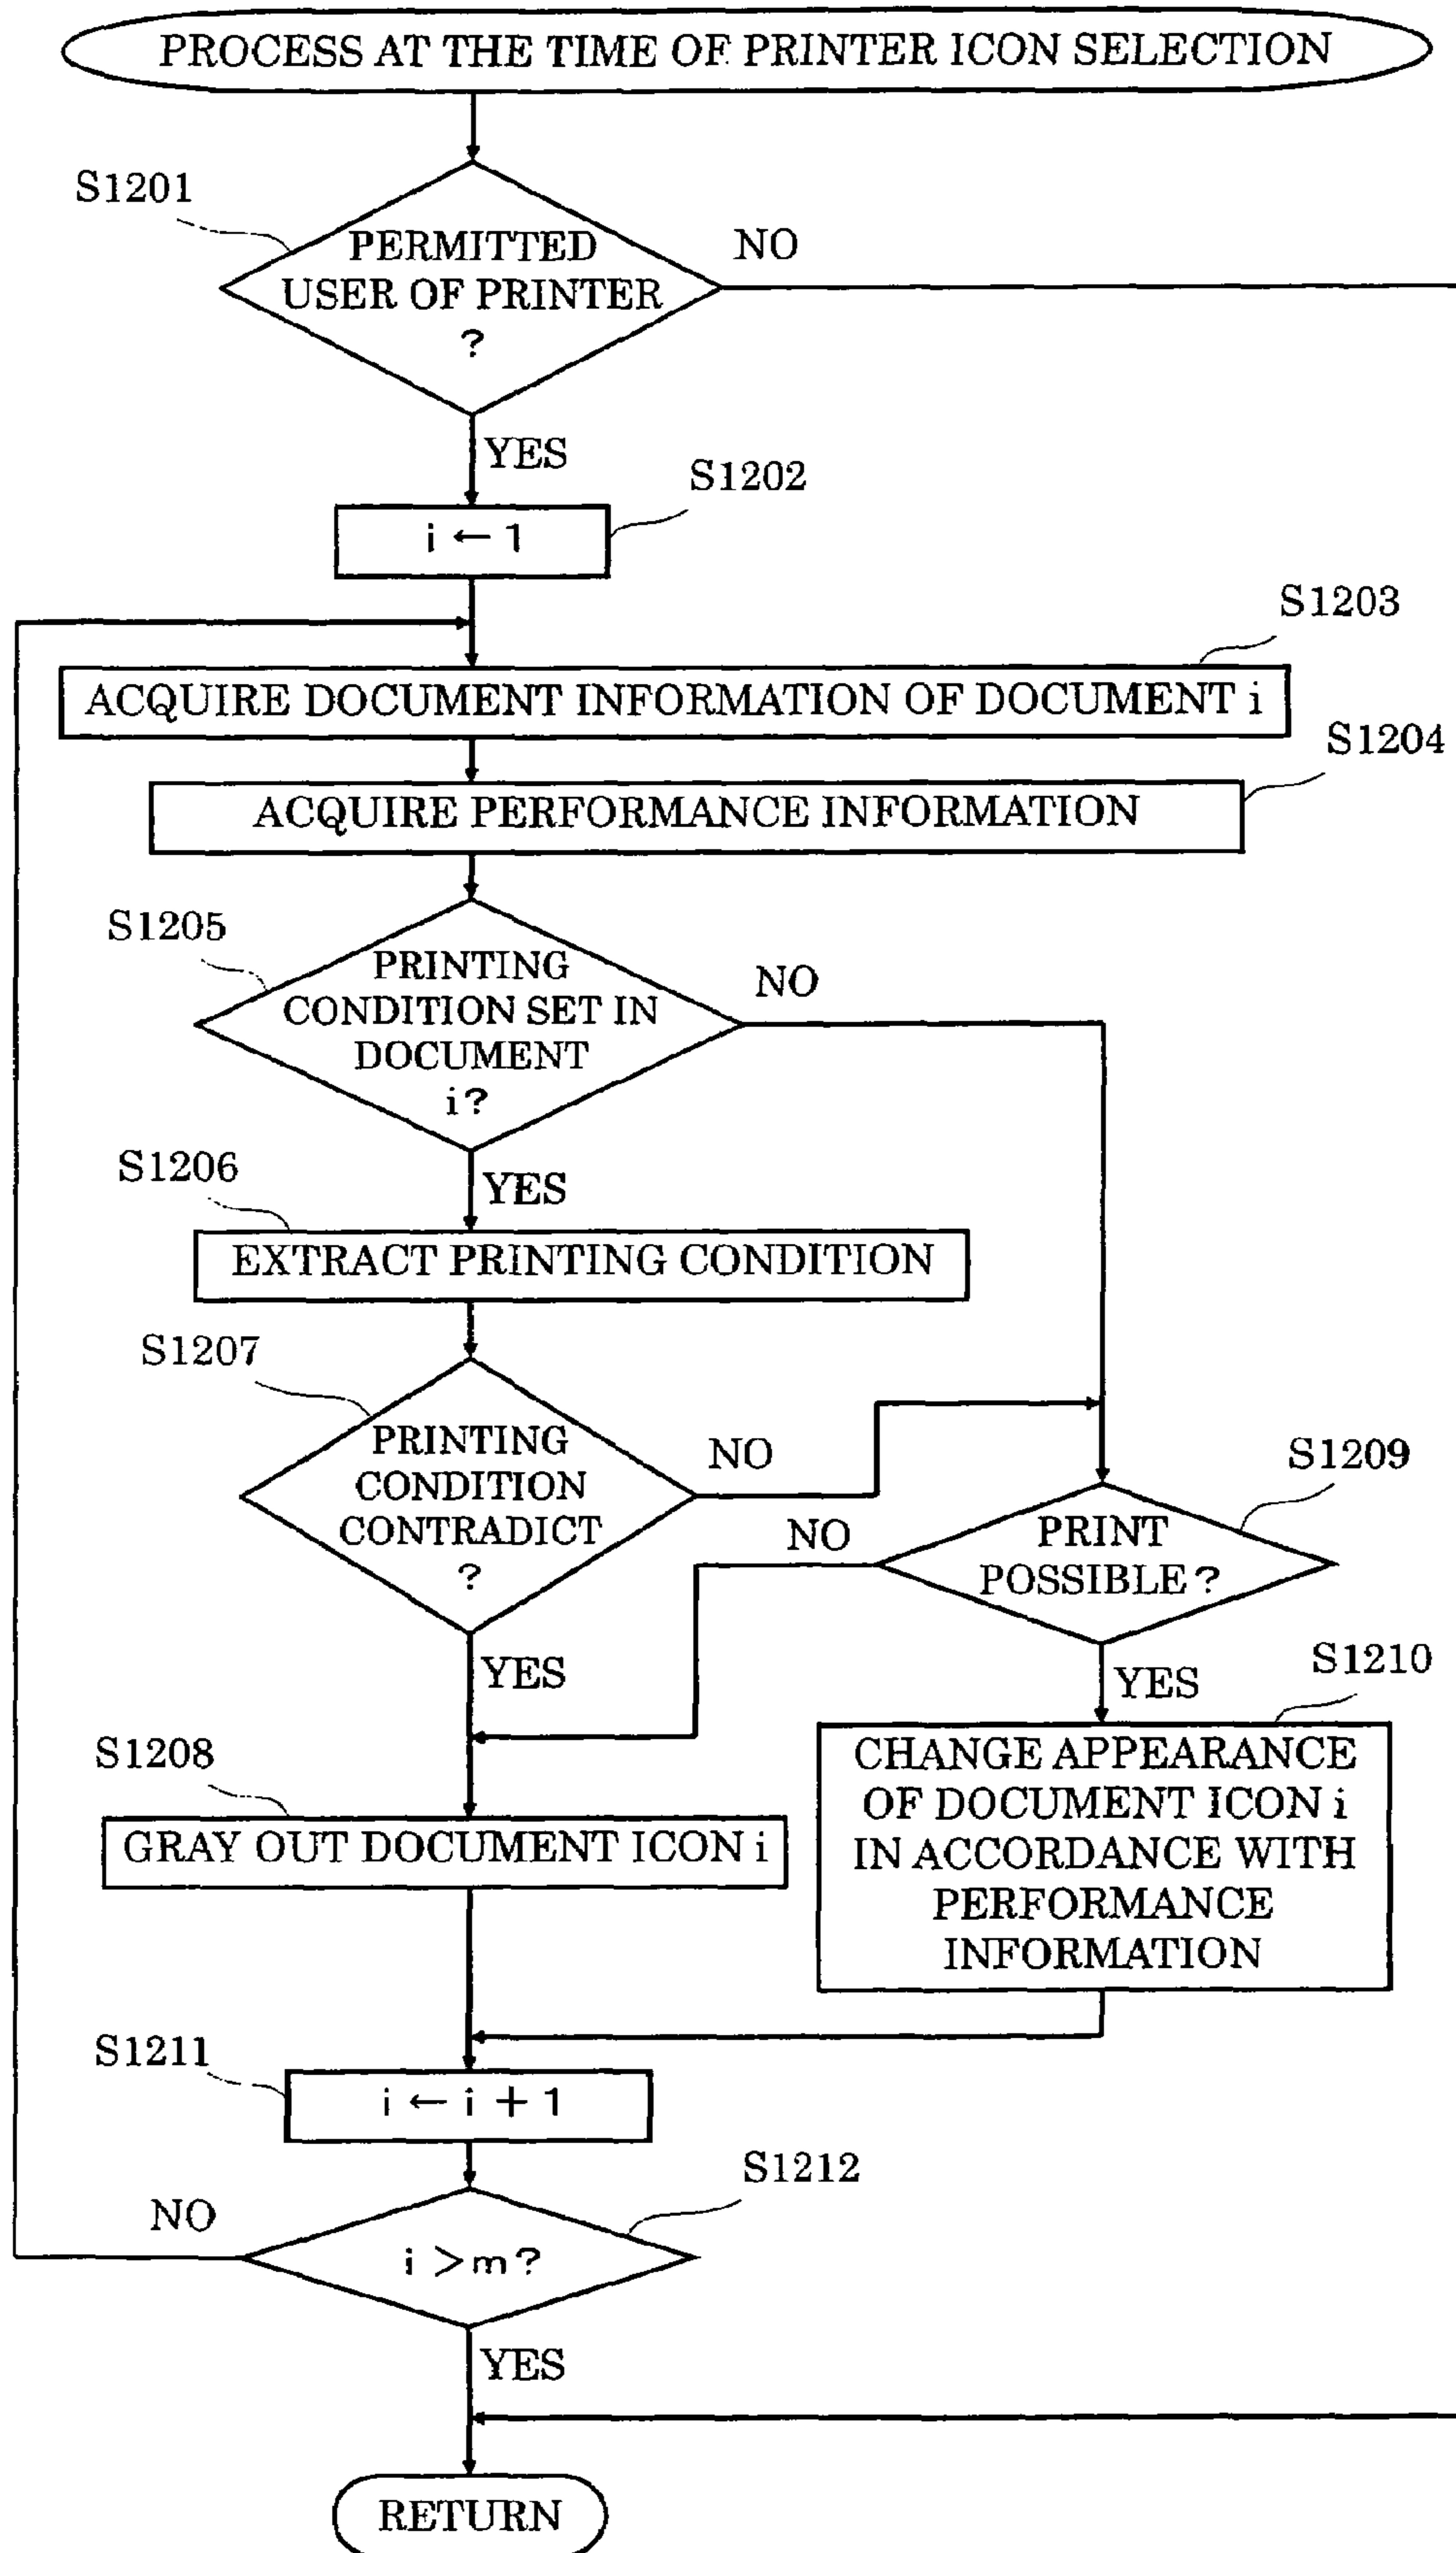 PROCESS AT THE TIME OF PRINTER ICON SELECTION
S1201
PERMITTED
USER OF PRINTER
?
NO
YES
S1202
i ← 1
S1203
ACQUIRE DOCUMENT INFORMATION OF DOCUMENT i
S1204
ACQUIRE PERFORMANCE INFORMATION
S1205
PRINTING
CONDITION SET IN
DOCUMENT
i?
NO
YES
S1206
EXTRACT PRINTING CONDITION
S1207
PRINTING
CONDITION
CONTRADICT
?
NO
YES
S1209
PRINT
POSSIBLE?
NO
YES
S1208
GRAY OUT DOCUMENT ICON i
S1210
CHANGE APPEARANCE
OF DOCUMENT ICON i
IN ACCORDANCE WITH
PERFORMANCE
INFORMATION
S1211
i ← i + 1
S1212
i > m?
NO
YES
RETURN